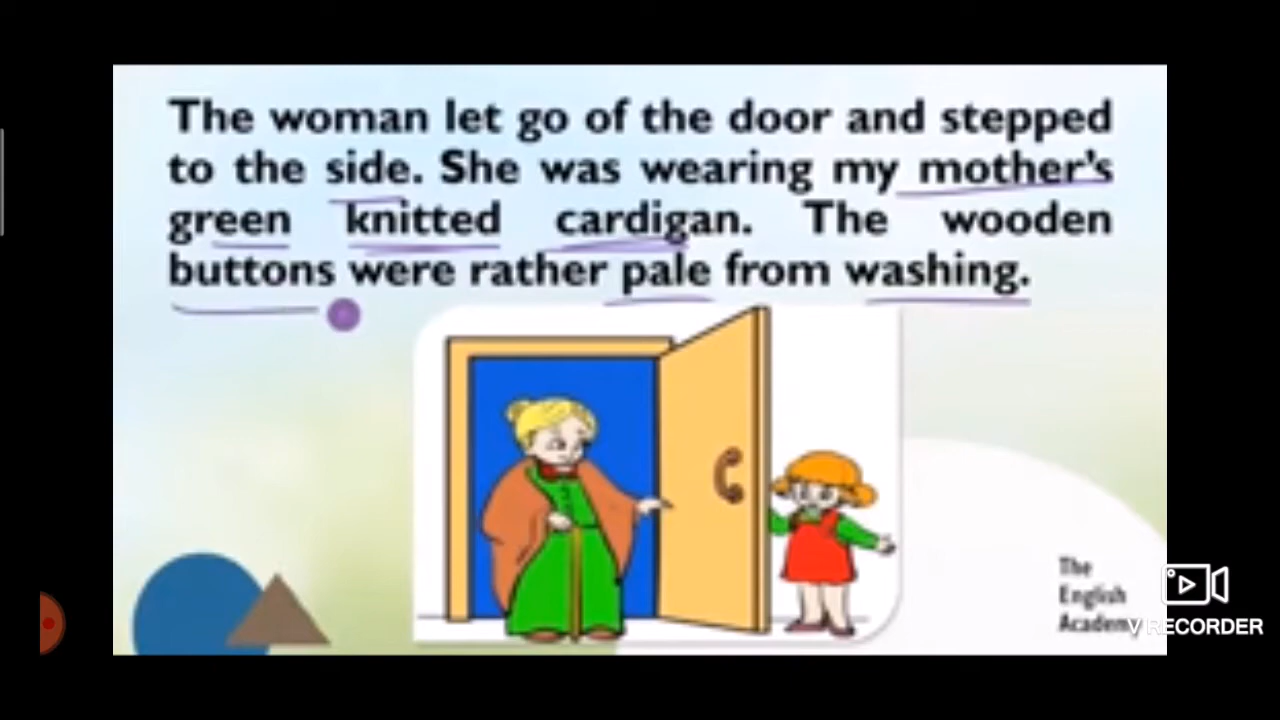 The woman let go of the door and stepped
to the side. She was wearing my mother's
green knitted cardigan. The wooden
buttons were rather pale from washing.
The
English
Academy
V RECORDER